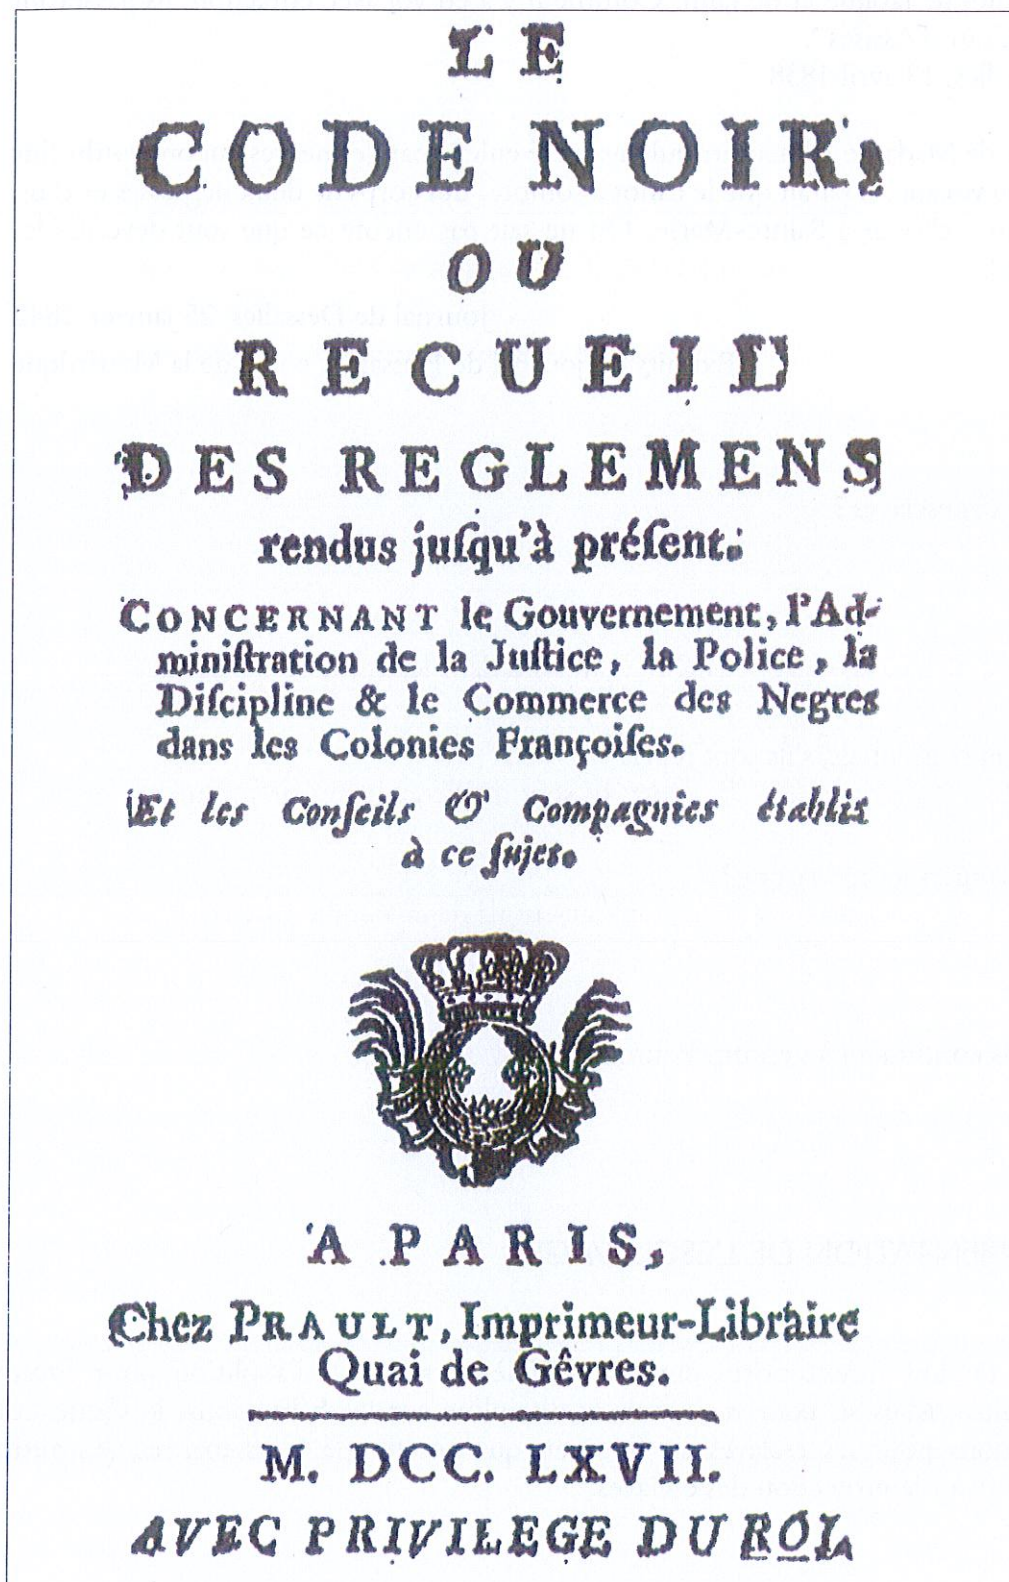 LE
CODE NOIR,
OU
RECUEIL
DES REGLEMENS
rendus juſqu'à préſent.
CONCERNANT le Gouvernement, l'Ad-
miniſtration de la Juſtice, la Police, la
Diſcipline & le Commerce des Negres
dans les Colonies Françoiſes.
Et les Conſeils & Compagnies établis
à ce ſujet.
A PARIS,
Chez PRAULT, Imprimeur-Libraire
Quai de Gêvres.
M. DCC. LXVII.
AVEC PRIVILEGE DU ROI.